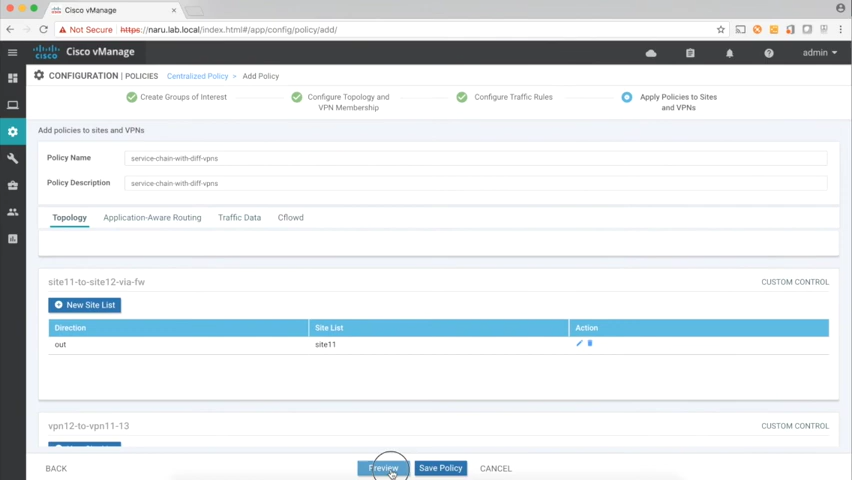 Cisco vManage
Not Secure https://naru.lab.local/index.html#/app/config/policy/add/
CISCO Cisco vManage
admin
CONFIGURATION | POLICIES Centralized Policy > Add Policy
Create Groups of Interest
Configure Topology and
VPN Membership
Configure Traffic Rules
Apply Policies to Sites
and VPNs
Add policies to sites and VPNs
Policy Name service-chain-with-diff-vpns
Policy Description service-chain-with-diff-vpns
Topology Application-Aware Routing Traffic Data Cflowd
site11-to-site12-via-fw CUSTOM CONTROL
New Site List
Direction Site List Action
out site11
vpn12-to-vpn11-13 CUSTOM CONTROL
BACK Preview Save Policy CANCEL